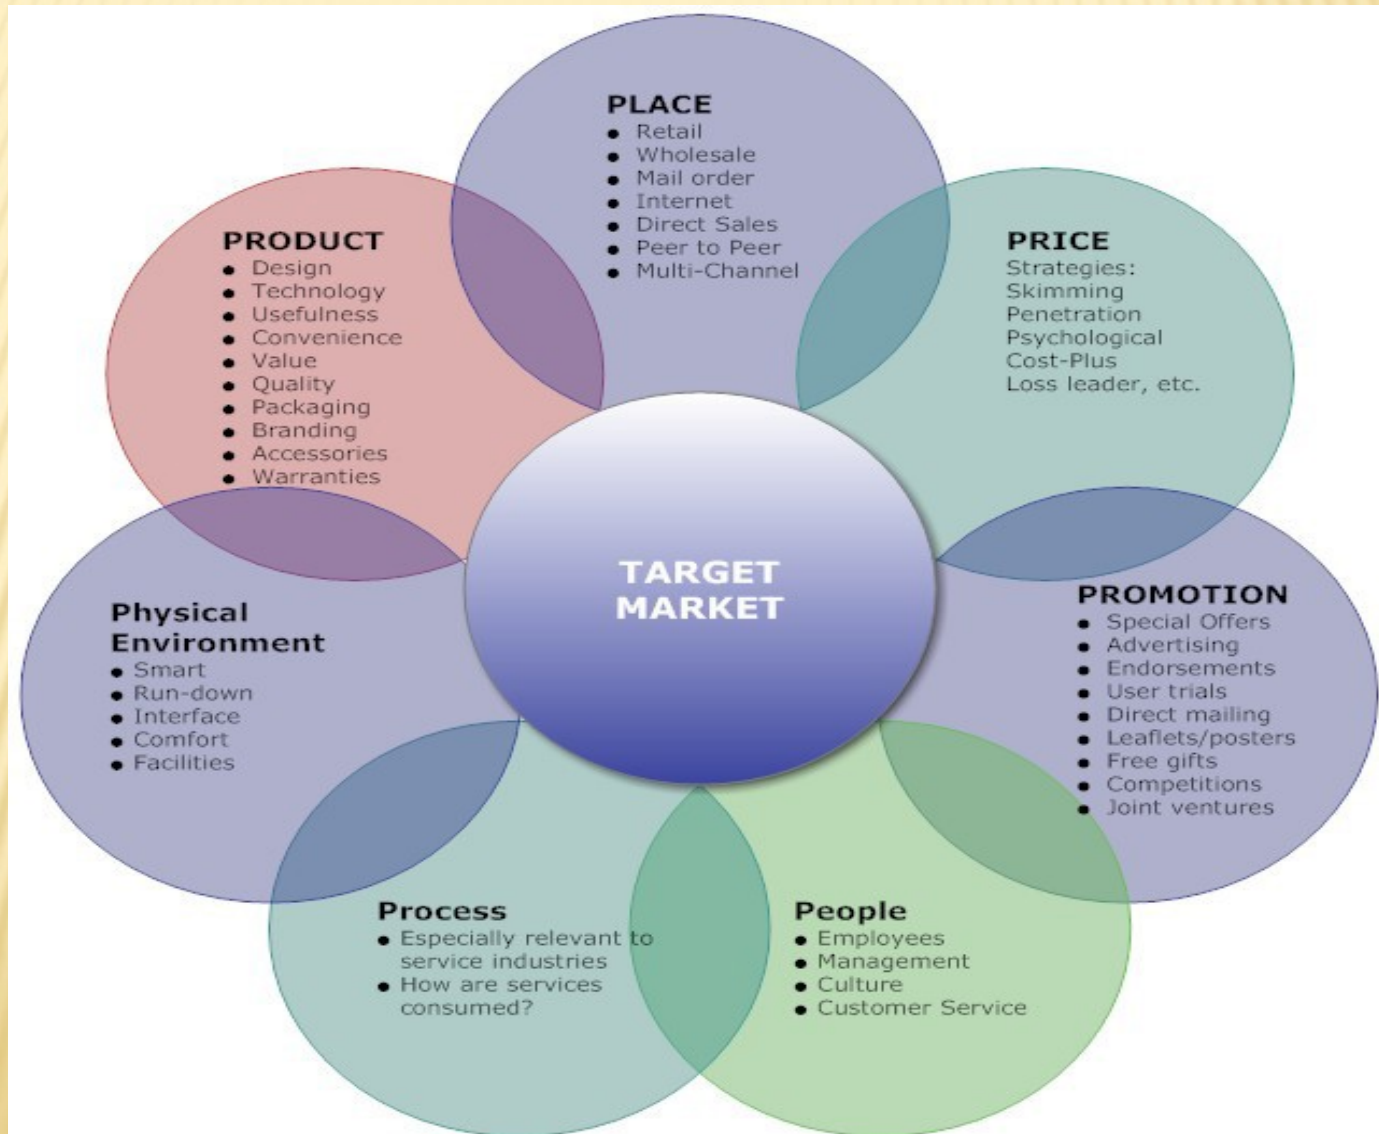 PLACE
● Retail
● Wholesale
● Mail order
● Internet
● Direct Sales
● Peer to Peer
● Multi-Channel
PRODUCT
● Design
● Technology
● Usefulness
● Convenience
● Value
● Quality
● Packaging
● Branding
● Accessories
● Warranties
PRICE
Strategies:
Skimming
Penetration
Psychological
Cost-Plus
Loss leader, etc.
TARGET
MARKET
Physical
Environment
● Smart
● Run-down
● Interface
● Comfort
● Facilities
PROMOTION
● Special Offers
● Advertising
● Endorsements
● User trials
● Direct mailing
● Leaflets/posters
● Free gifts
● Competitions
● Joint ventures
Process
● Especially relevant to
service industries
● How are services
consumed?
People
● Employees
● Management
● Culture
● Customer Service